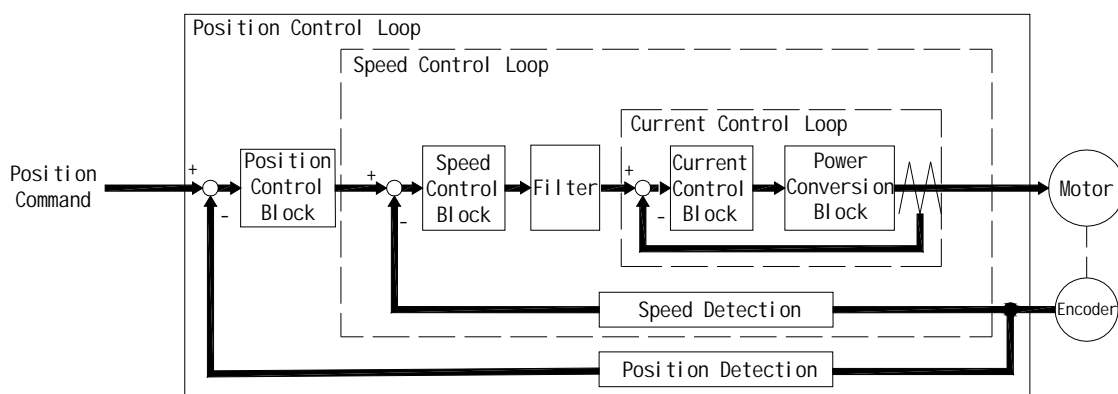 Position Control Loop
Speed Control Loop
Current Control Loop
Position
Command
+
-
Position
Control
Block
+
-
Speed
Control
Block
Filter
+
-
Current
Control
Block
Power
Conversion
Block
Motor
Encoder
Speed Detection
Position Detection